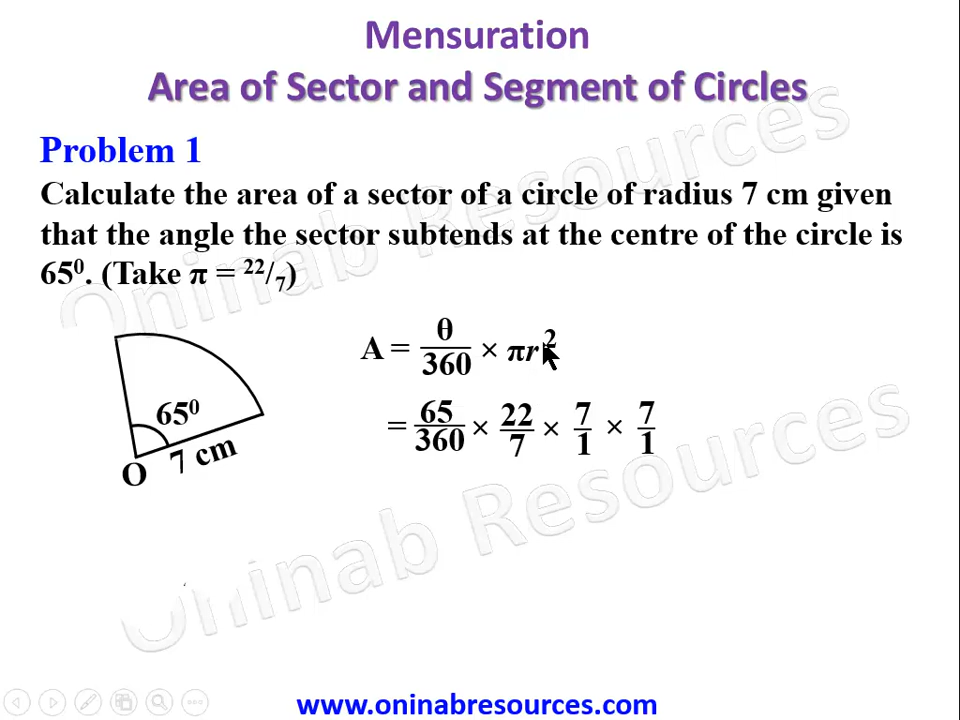 Mensuration
Area of Sector and Segment of Circles
Problem 1
Calculate the area of a sector of a circle of radius 7 cm given
that the angle the sector subtends at the centre of the circle is
65⁰. (Take π = ²²/₇)
A = θ/360 × πr²
65⁰
= 65/360 × 22/7 × 7/1 × 7/1
7 cm
O
Oninab Resources
Oninab Resources
www.oninabresources.com